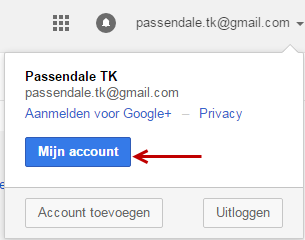 passendale.tk@gmail.com
Passendale TK
passendale.tk@gmail.com
Aanmelden voor Google+ – Privacy
Mijn account
Account toevoegen Uitloggen